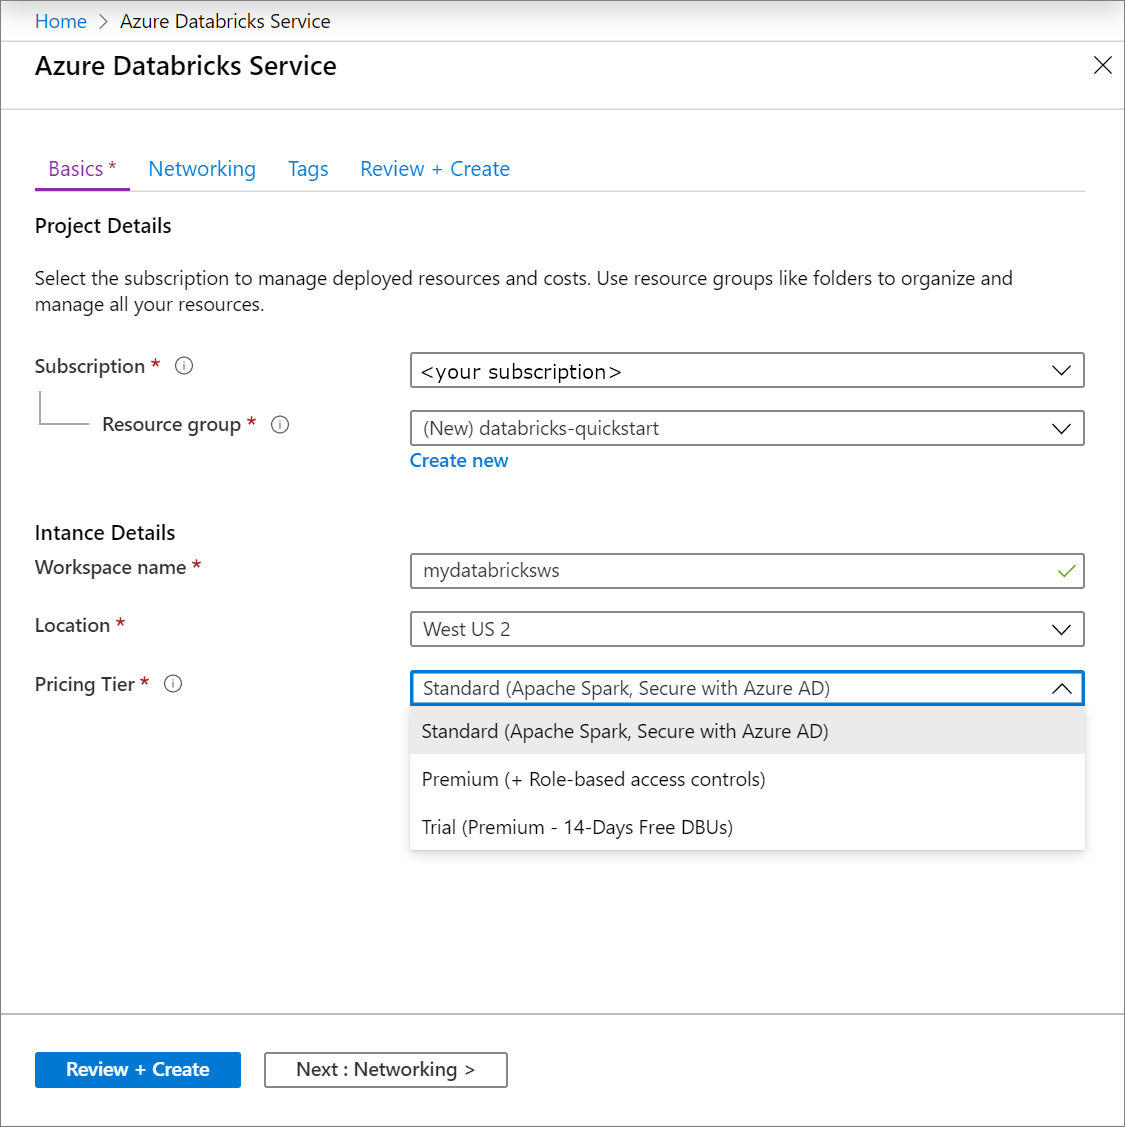 Home > Azure Databricks Service
Azure Databricks Service
Basics * Networking Tags Review + Create
Project Details
Select the subscription to manage deployed resources and costs. Use resource groups like folders to organize and
manage all your resources.
Subscription * <your subscription>
Resource group * (New) databricks-quickstart
Create new
Intance Details
Workspace name * mydatabricksws
Location * West US 2
Pricing Tier * Standard (Apache Spark, Secure with Azure AD)
Standard (Apache Spark, Secure with Azure AD)
Premium (+ Role-based access controls)
Trial (Premium - 14-Days Free DBUs)
Review + Create Next : Networking >